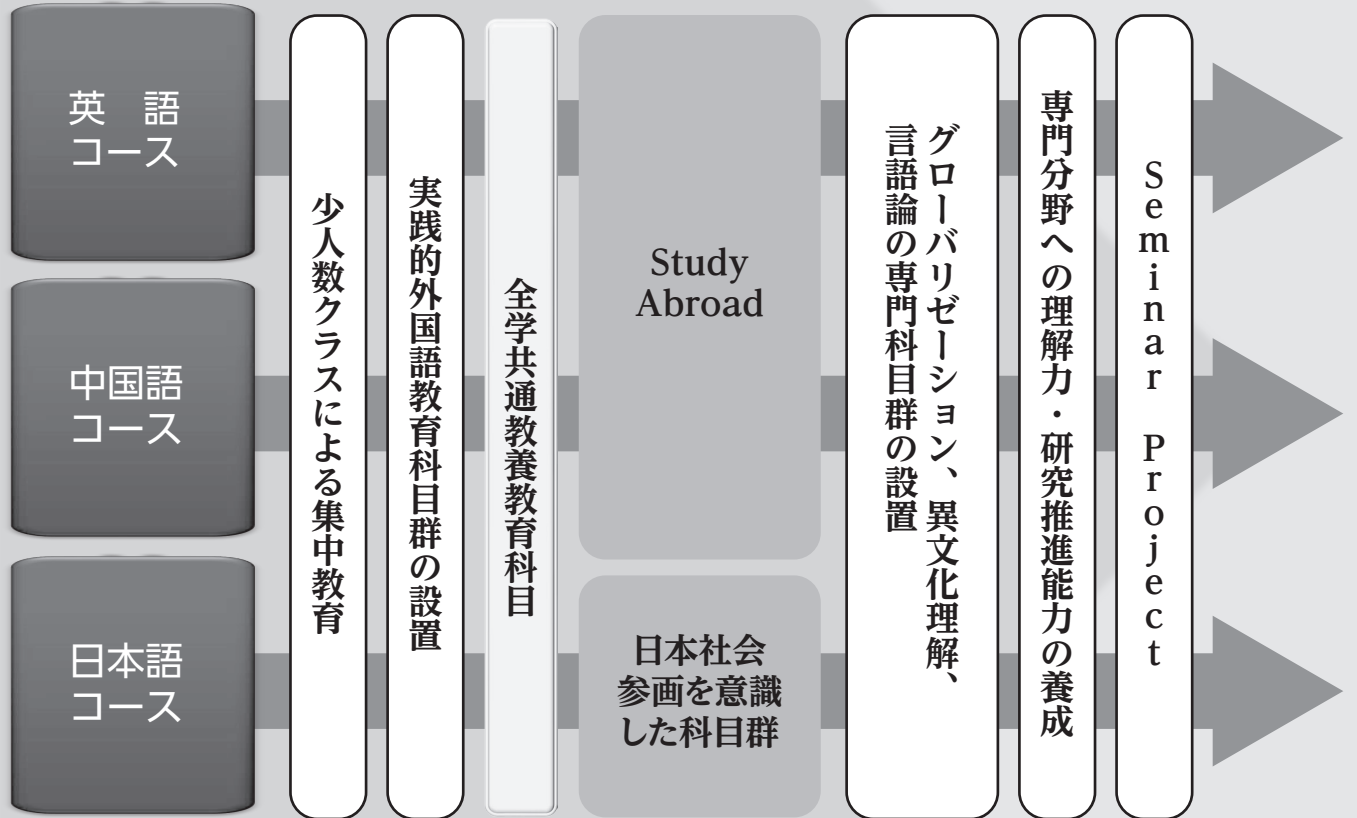 英　語
コース
中国語
コース
日本語
コース
少人数クラスによる集中教育
実践的外国語教育科目群の設置
全学共通教養教育科目
Study
Abroad
日本社会
参画を意識
した科目群
グローバリゼーション、異文化理解、
言語論の専門科目群の設置
専門分野への理解力・研究推進能力の養成
Seminar Project